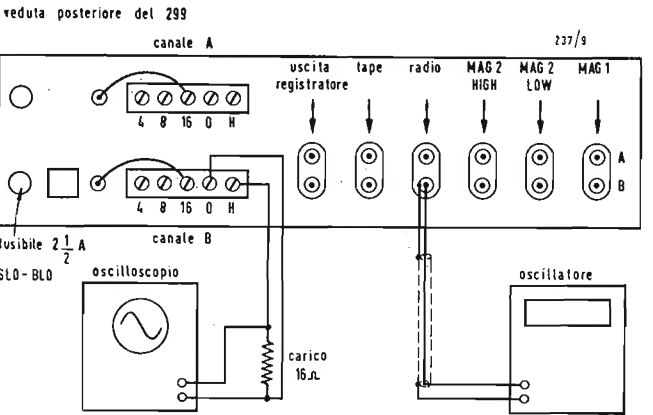 veduta posteriore del 299
canale A
237/9
uscita registratore
tape
radio
MAG 2 HIGH
MAG 2 LOW
MAG 1
4 8 16 0 H
A
B
4 8 16 0 H
canale B
fusibile 2 1/2 A
SLO-BLO
oscilloscopio
oscillatore
carico
16 Ω